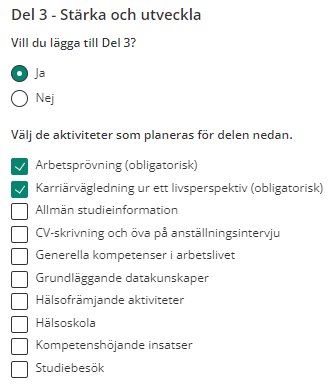 Del 3 - Stärka och utveckla
Vill du lägga till Del 3?
Ja
Nej
Välj de aktiviteter som planeras för delen nedan.
Arbetsprövning (obligatorisk)
Karriärvägledning ur ett livsperspektiv (obligatorisk)
Allmän studieinformation
CV-skrivning och öva på anställningsintervju
Generella kompetenser i arbetslivet
Grundläggande datakunskaper
Hälsofrämjande aktiviteter
Hälsoskola
Kompetenshöjande insatser
Studiebesök